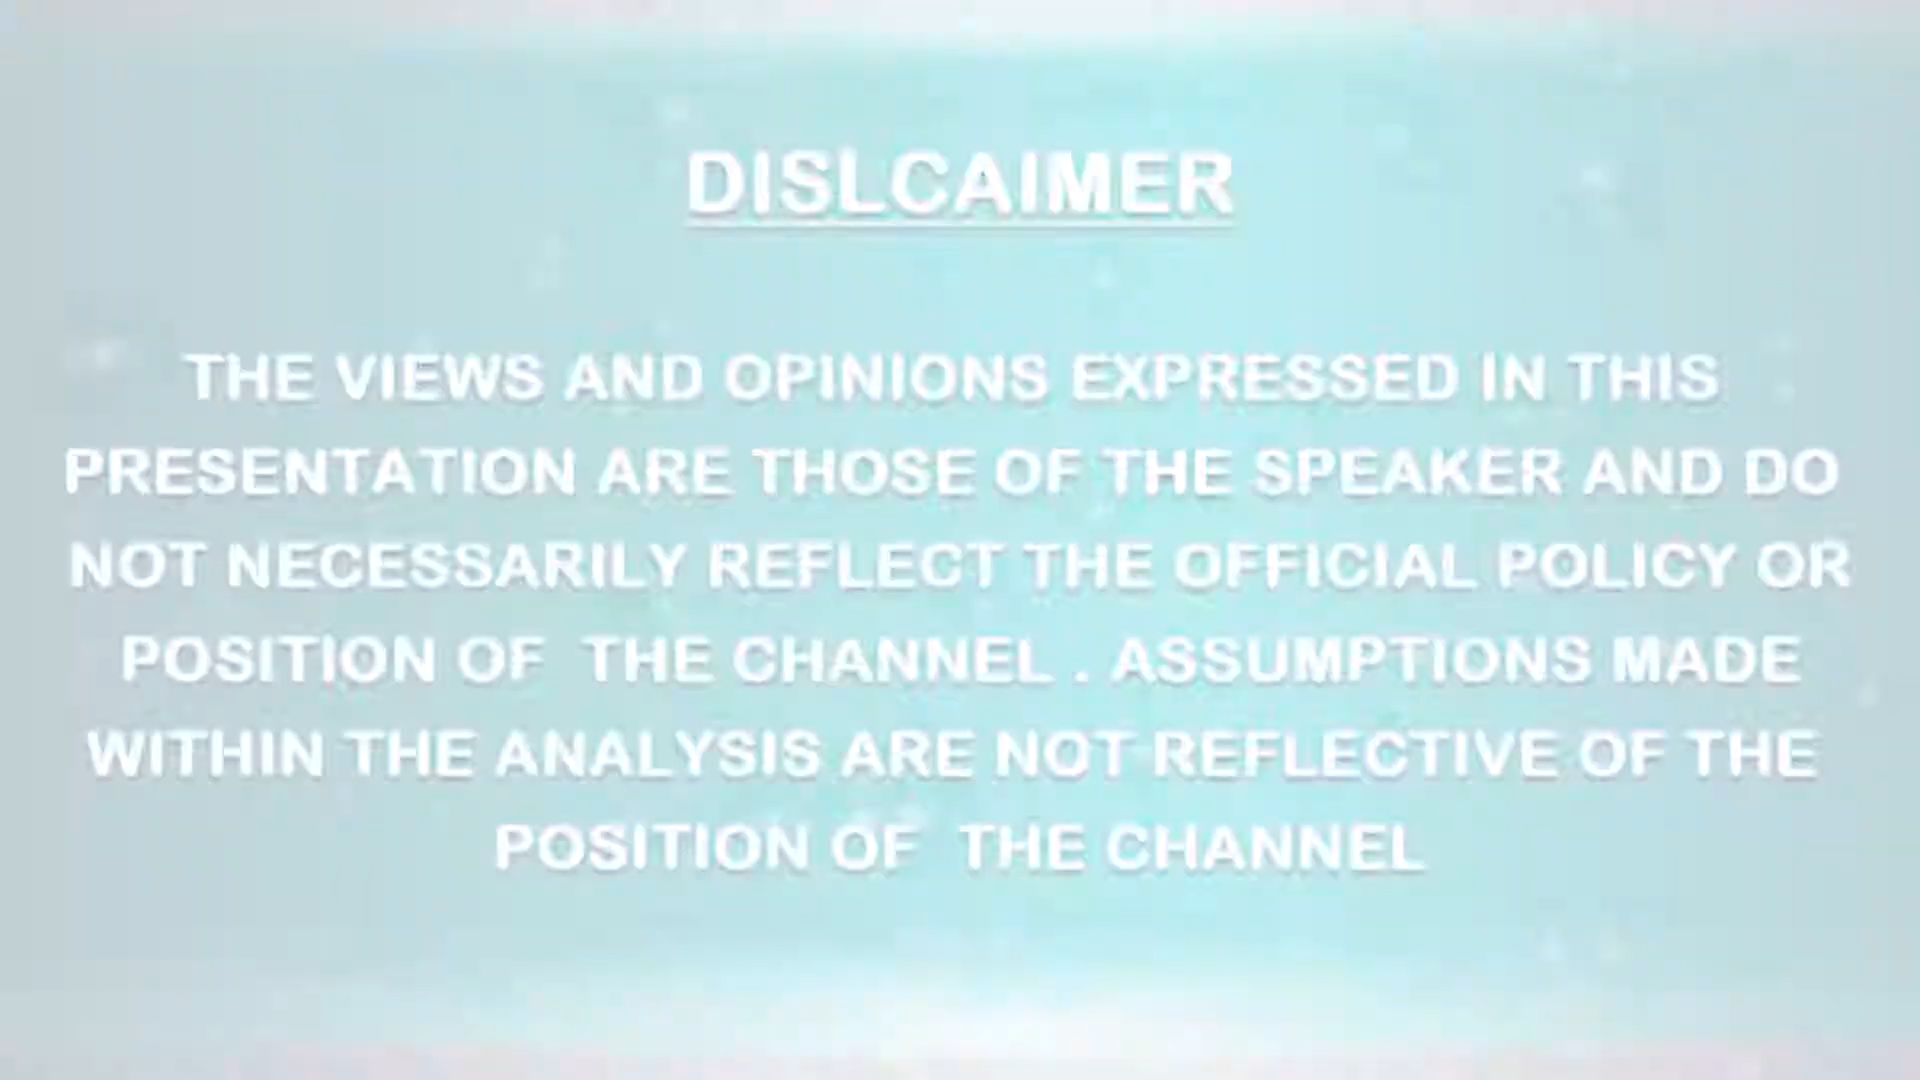 DISLCAIMER
THE VIEWS AND OPINIONS EXPRESSED IN THIS
PRESENTATION ARE THOSE OF THE SPEAKER AND DO
NOT NECESSARILY REFLECT THE OFFICIAL POLICY OR
POSITION OF THE CHANNEL . ASSUMPTIONS MADE
WITHIN THE ANALYSIS ARE NOT REFLECTIVE OF THE
POSITION OF THE CHANNEL